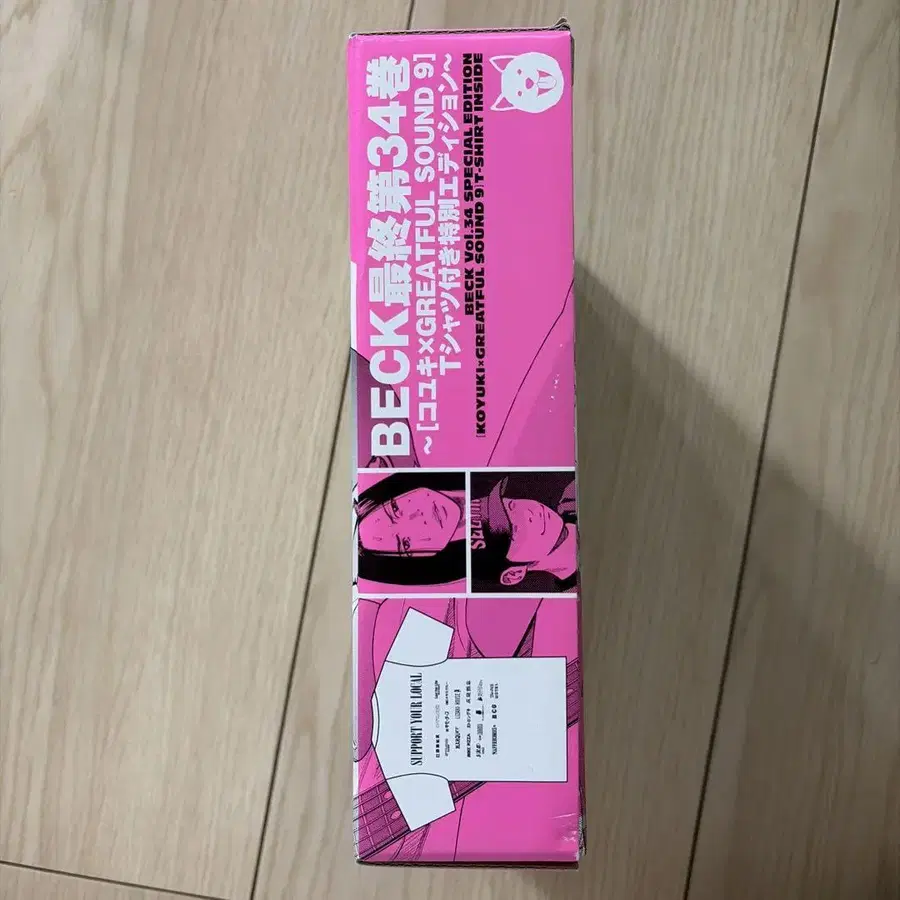 BECK最終第34巻
~[コユキ×GREATFUL SOUND 9]
Tシャツ付き特別エディション~
BECK Vol.34 SPECIAL EDITION
[KOYUKI×GREATFUL SOUND 9]T-SHIRT INSIDE
SUPPORT YOUR LOCAL